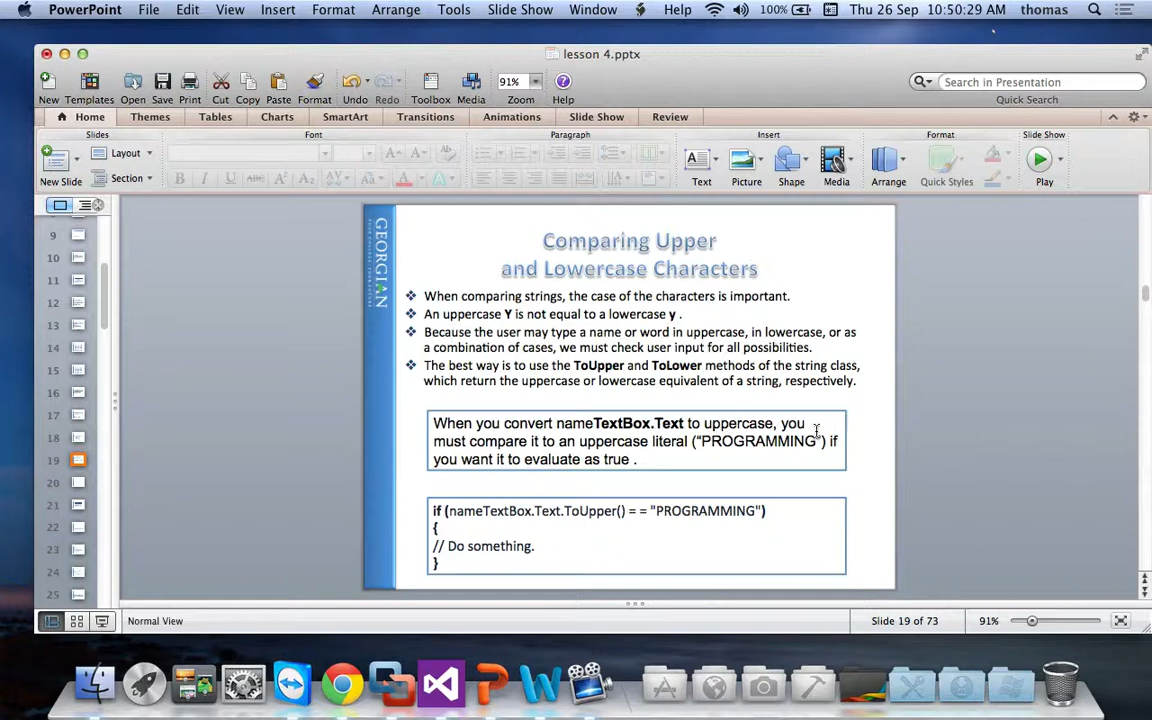 PowerPoint File Edit View Insert Format Arrange Tools Slide Show Window Help 100% Thu 26 Sep 10:50:29 AM thomas
lesson 4.pptx
New Templates Open Save Print Cut Copy Paste Format Undo Redo Toolbox Media 91% Zoom Help
Search in Presentation
Quick Search
Home Themes Tables Charts SmartArt Transitions Animations Slide Show Review
Slides Font Paragraph Insert Format Slide Show
New Slide Layout Section
B I U ABC A² A₂ AV Aa A A
Text Picture Shape Media Arrange Quick Styles Play
9
10
11
12
13
14
15
16
17
18
19
20
21
22
23
24
25
GEORGIAN
Comparing Upper
and Lowercase Characters
❖ When comparing strings, the case of the characters is important.
❖ An uppercase Y is not equal to a lowercase y .
❖ Because the user may type a name or word in uppercase, in lowercase, or as
a combination of cases, we must check user input for all possibilities.
❖ The best way is to use the ToUpper and ToLower methods of the string class,
which return the uppercase or lowercase equivalent of a string, respectively.
When you convert nameTextBox.Text to uppercase, you
must compare it to an uppercase literal (“PROGRAMMING”) if
you want it to evaluate as true .
if (nameTextBox.Text.ToUpper() = = "PROGRAMMING")
{
// Do something.
}
Normal View Slide 19 of 73 91%